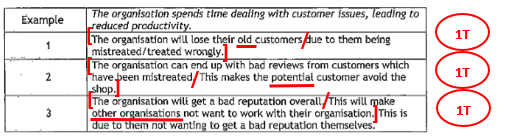 Example
The organisation spends time dealing with customer issues, leading to
reduced productivity.
1
The organisation will lose their old customers/due to them being
mistreated/treated wrongly.
1T
2
The organisation can end up with bad reviews from customers which
have been mistreated/This makes the potential customer avoid the
shop.
1T
3
The organisation will get a bad reputation overall/This will make
other organisations not want to work with their organisation. This is
due to them not wanting to get a bad reputation themselves.
1T